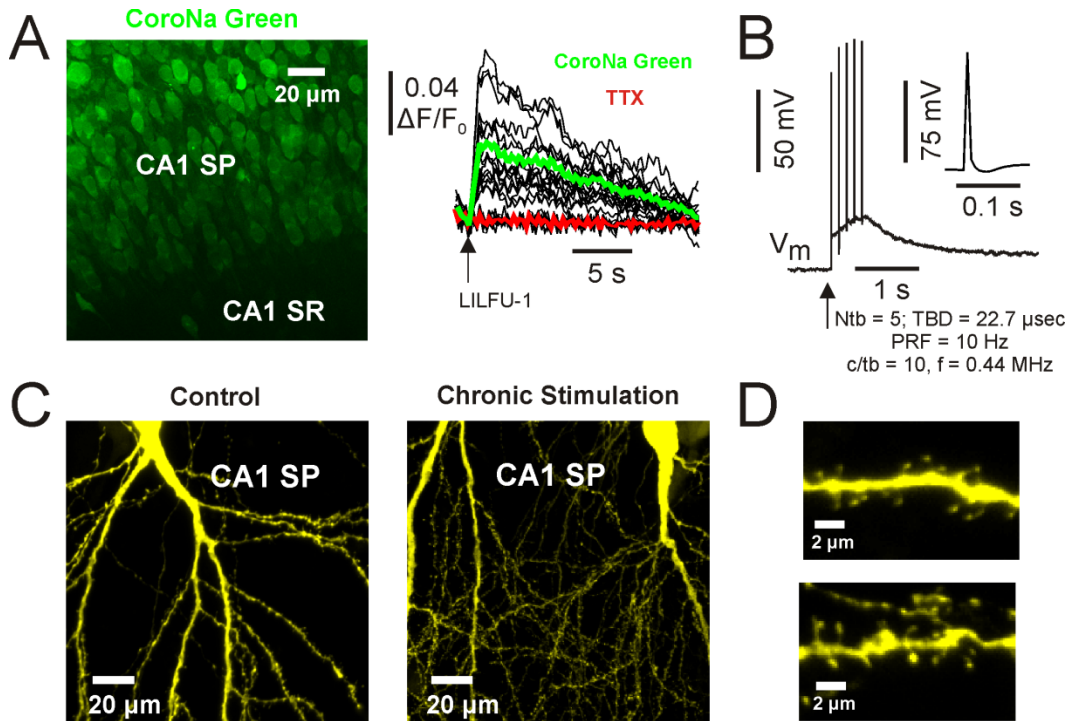 A
CoroNa Green
20 µm
CA1 SP
CA1 SR
0.04
ΔF/F₀
CoroNa Green
TTX
5 s
LILFU-1
B
50 mV
75 mV
0.1 s
Vm
1 s
Ntb = 5; TBD = 22.7 µsec
PRF = 10 Hz
c/tb = 10, f = 0.44 MHz
C
Control
CA1 SP
20 µm
Chronic Stimulation
CA1 SP
20 µm
D
2 µm
2 µm